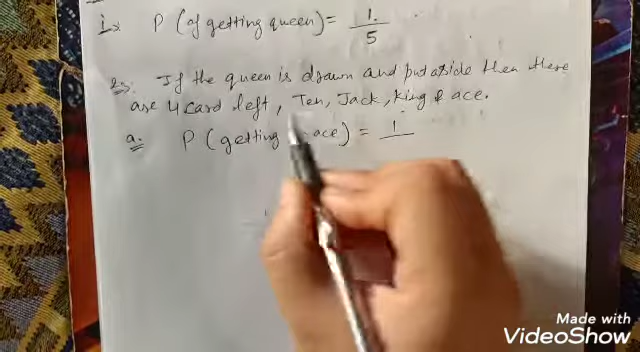 i. P (of getting queen) = 1/5
ii. If the queen is drawn and put aside then there
are 4 card left, Ten, Jack, King & ace.
a. P (getting ace) = 1
Made with
VideoShow